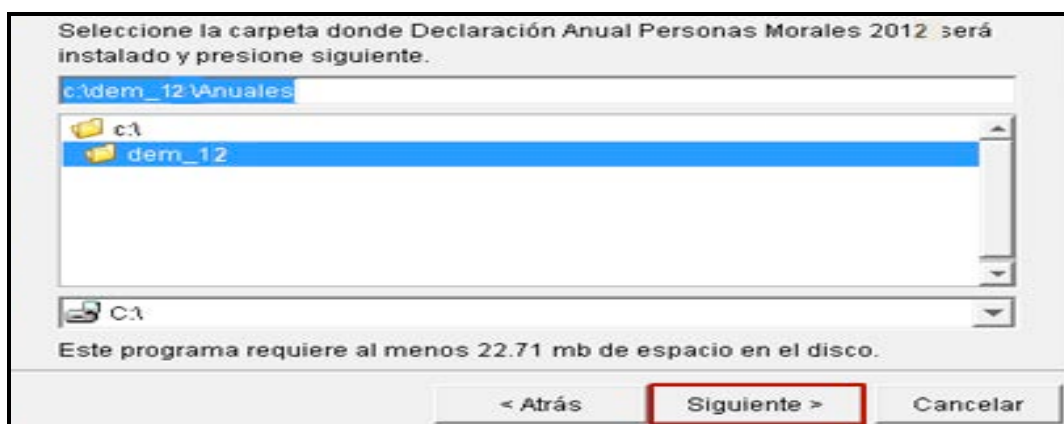 Seleccione la carpeta donde Declaración Anual Personas Morales 2012 será
instalado y presione siguiente.
c:\dem_12\Anuales
c:\
dem_12
C:\
Este programa requiere al menos 22.71 mb de espacio en el disco.
< Atrás Siguiente > Cancelar